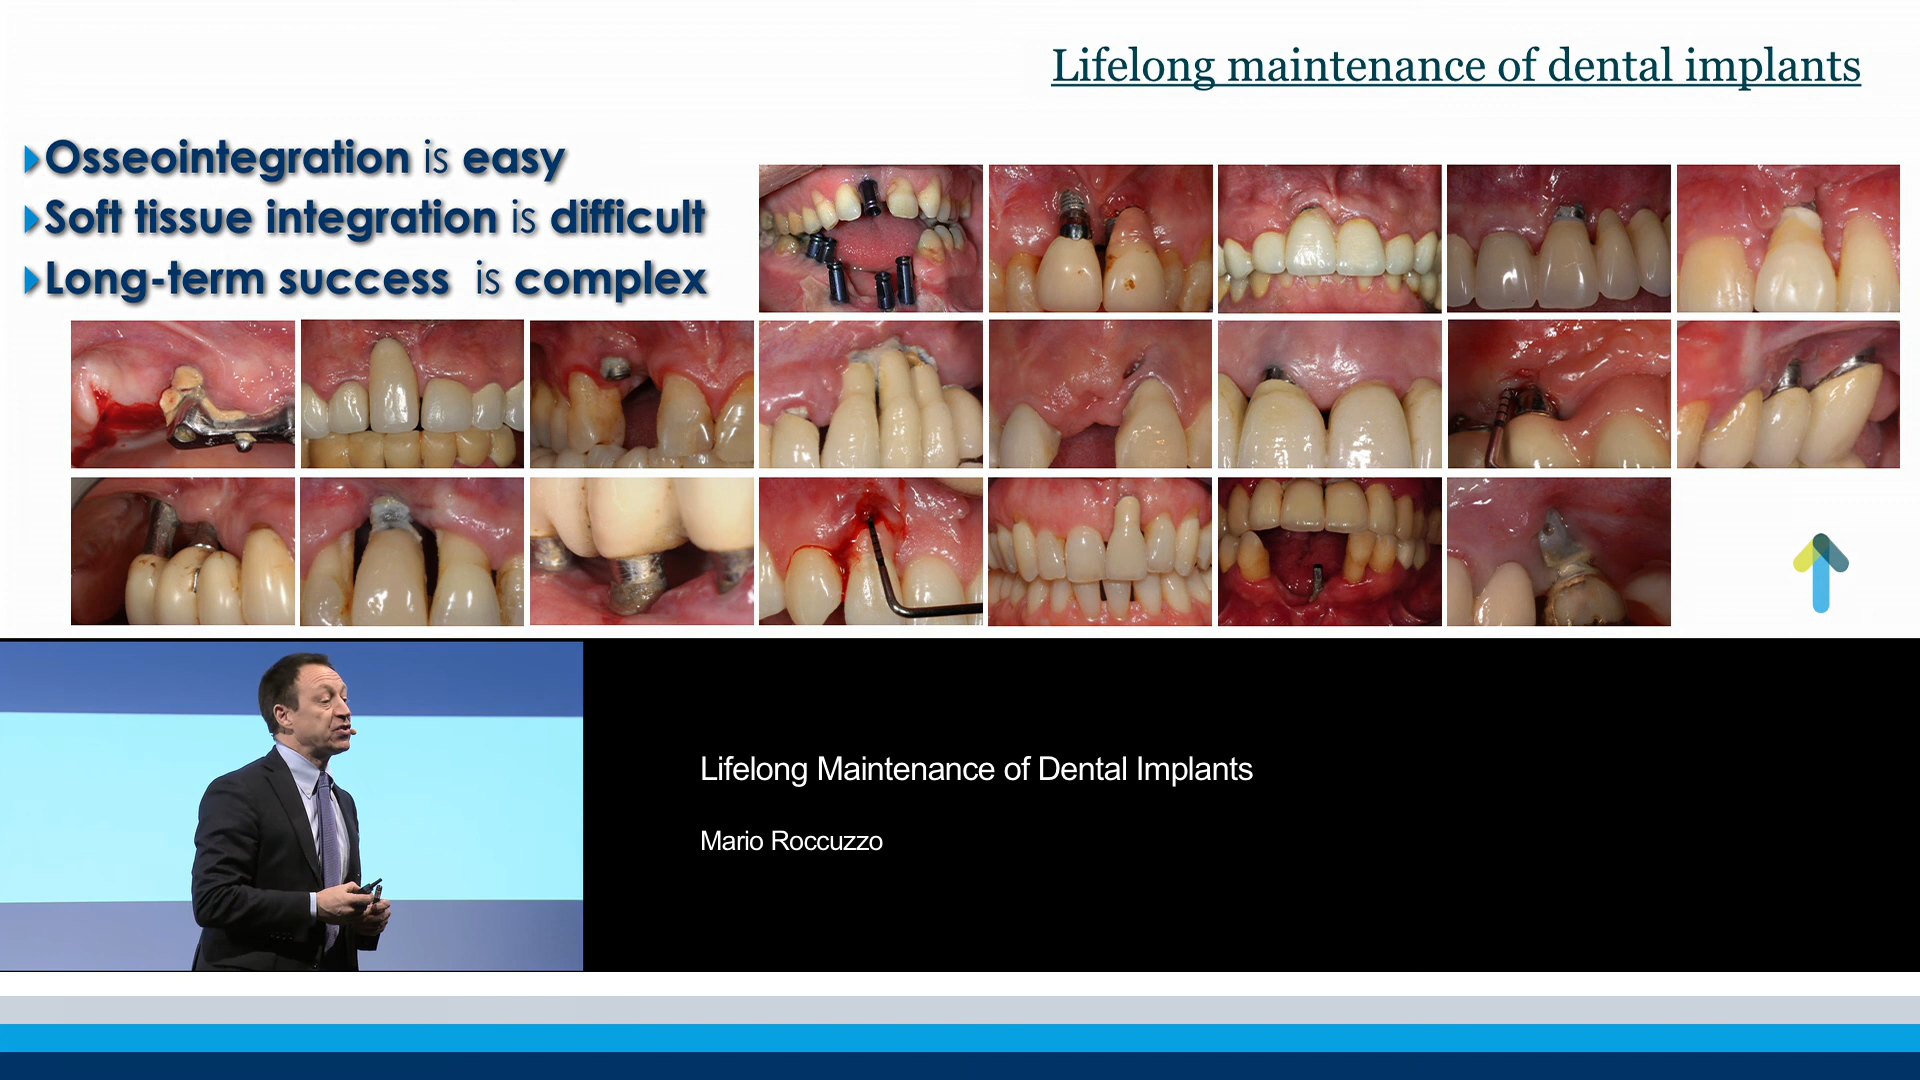 Lifelong maintenance of dental implants
Osseointegration is easy
Soft tissue integration is difficult
Long-term success is complex
Lifelong Maintenance of Dental Implants
Mario Roccuzzo